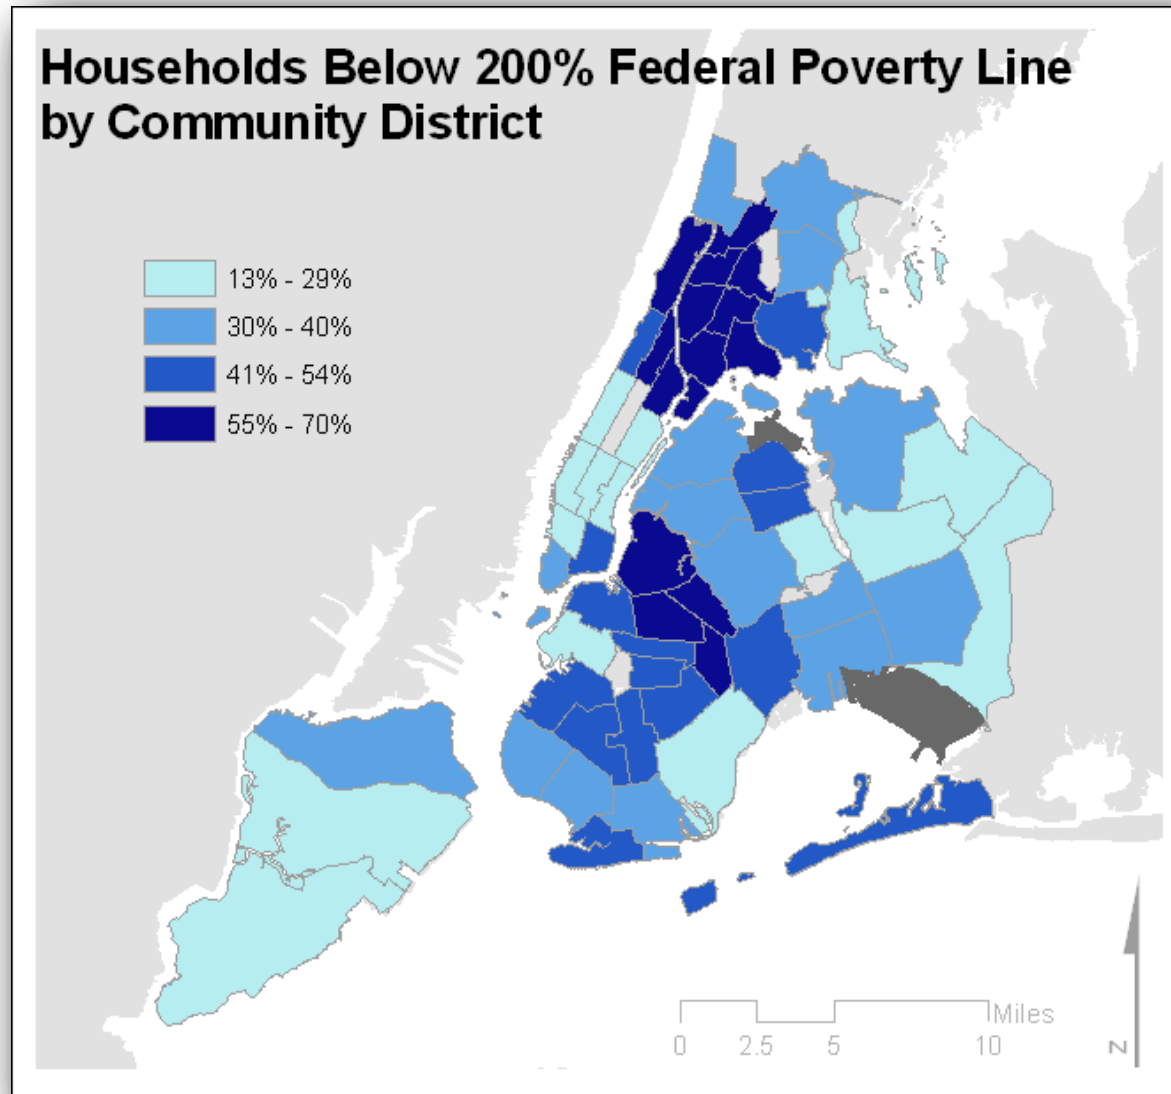 Households Below 200% Federal Poverty Line
by Community District
13% - 29%
30% - 40%
41% - 54%
55% - 70%
Miles
0 2.5 5 10
N